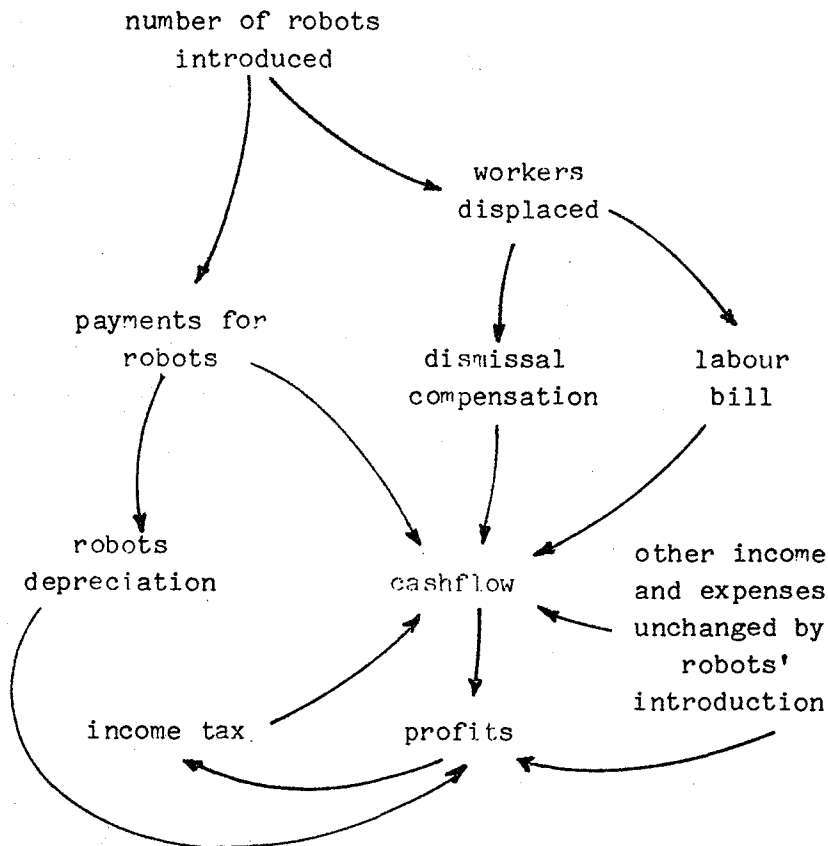 number of robots
introduced
workers
displaced
payments for
robots
dismissal
compensation
labour
bill
robots
depreciation
cashflow
other income
and expenses
unchanged by
robots'
introduction
income tax
profits